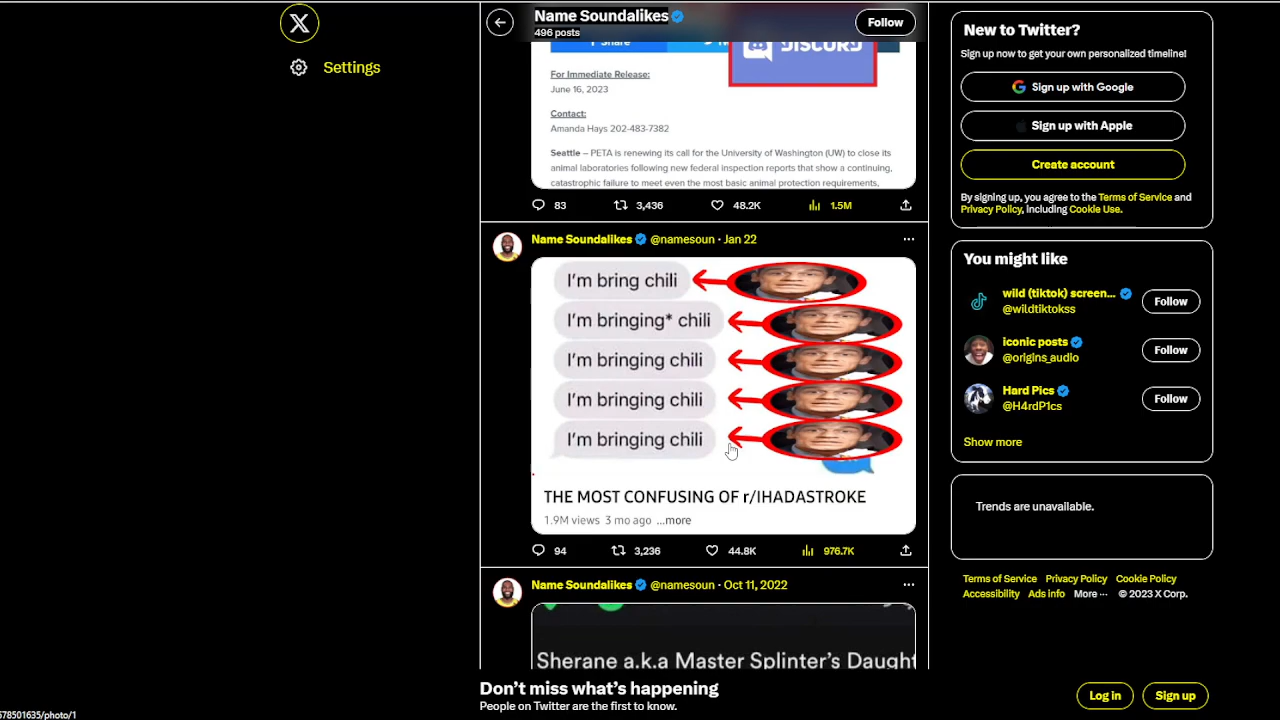 X
Settings
Name Soundalikes
496 posts
Follow
Share
DISCORD
For Immediate Release:
June 16, 2023
Contact:
Amanda Hays 202-483-7382
Seattle – PETA is renewing its call for the University of Washington (UW) to close its
animal laboratories following new federal inspection reports that show a continuing,
catastrophic failure to meet even the most basic animal protection requirements,
83 3,436 48.2K 1.5M
Name Soundalikes @namesoun · Jan 22
I'm bring chili
I'm bringing* chili
I'm bringing chili
I'm bringing chili
I'm bringing chili
THE MOST CONFUSING OF r/IHADASTROKE
1.9M views 3 mo ago ...more
94 3,236 44.8K 976.7K
Name Soundalikes @namesoun · Oct 11, 2022
Sherane a.k.a Master Splinter's Daught
New to Twitter?
Sign up now to get your own personalized timeline!
Sign up with Google
Sign up with Apple
Create account
By signing up, you agree to the Terms of Service and
Privacy Policy, including Cookie Use.
You might like
wild (tiktok) screen...
@wildtiktokss
Follow
iconic posts
@origins_audio
Follow
Hard Pics
@H4rdP1cs
Follow
Show more
Trends are unavailable.
Terms of Service Privacy Policy Cookie Policy
Accessibility Ads info More ··· © 2023 X Corp.
Don't miss what's happening
People on Twitter are the first to know.
Log in
Sign up
578501635/photo/1